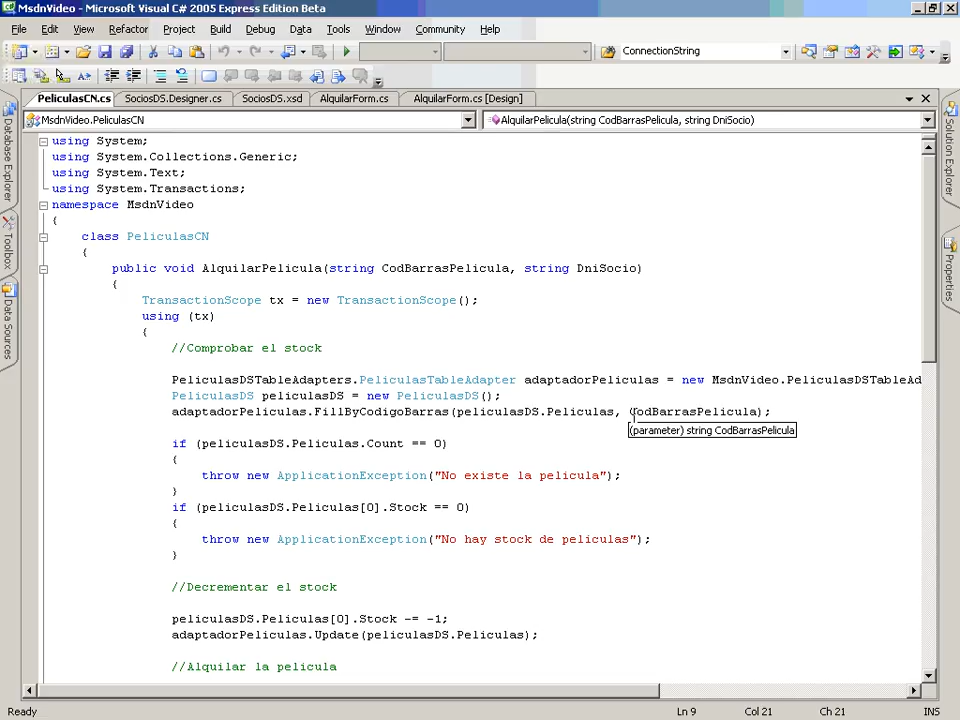 MsdnVideo - Microsoft Visual C# 2005 Express Edition Beta
File Edit View Refactor Project Build Debug Data Tools Window Community Help
ConnectionString
PeliculasCN.cs SociosDS.Designer.cs SociosDS.xsd AlquilarForm.cs AlquilarForm.cs [Design]
MsdnVideo.PeliculasCN AlquilarPelicula(string CodBarrasPelicula, string DniSocio)
Database Explorer
Toolbox
Data Sources
Solution Explorer
Properties
using System;
using System.Collections.Generic;
using System.Text;
using System.Transactions;
namespace MsdnVideo
{
class PeliculasCN
{
public void AlquilarPelicula(string CodBarrasPelicula, string DniSocio)
{
TransactionScope tx = new TransactionScope();
using (tx)
{
//Comprobar el stock
PeliculasDSTableAdapters.PeliculasTableAdapter adaptadorPeliculas = new MsdnVideo.PeliculasDSTableAd
PeliculasDS peliculasDS = new PeliculasDS();
adaptadorPeliculas.FillByCodigoBarras(peliculasDS.Peliculas, CodBarrasPelicula);
(parameter) string CodBarrasPelicula
if (peliculasDS.Peliculas.Count == 0)
{
throw new ApplicationException("No existe la pelicula");
}
if (peliculasDS.Peliculas[0].Stock == 0)
{
throw new ApplicationException("No hay stock de peliculas");
}
//Decrementar el stock
peliculasDS.Peliculas[0].Stock -= -1;
adaptadorPeliculas.Update(peliculasDS.Peliculas);
//Alquilar la pelicula
Ready Ln 9 Col 21 Ch 21 INS